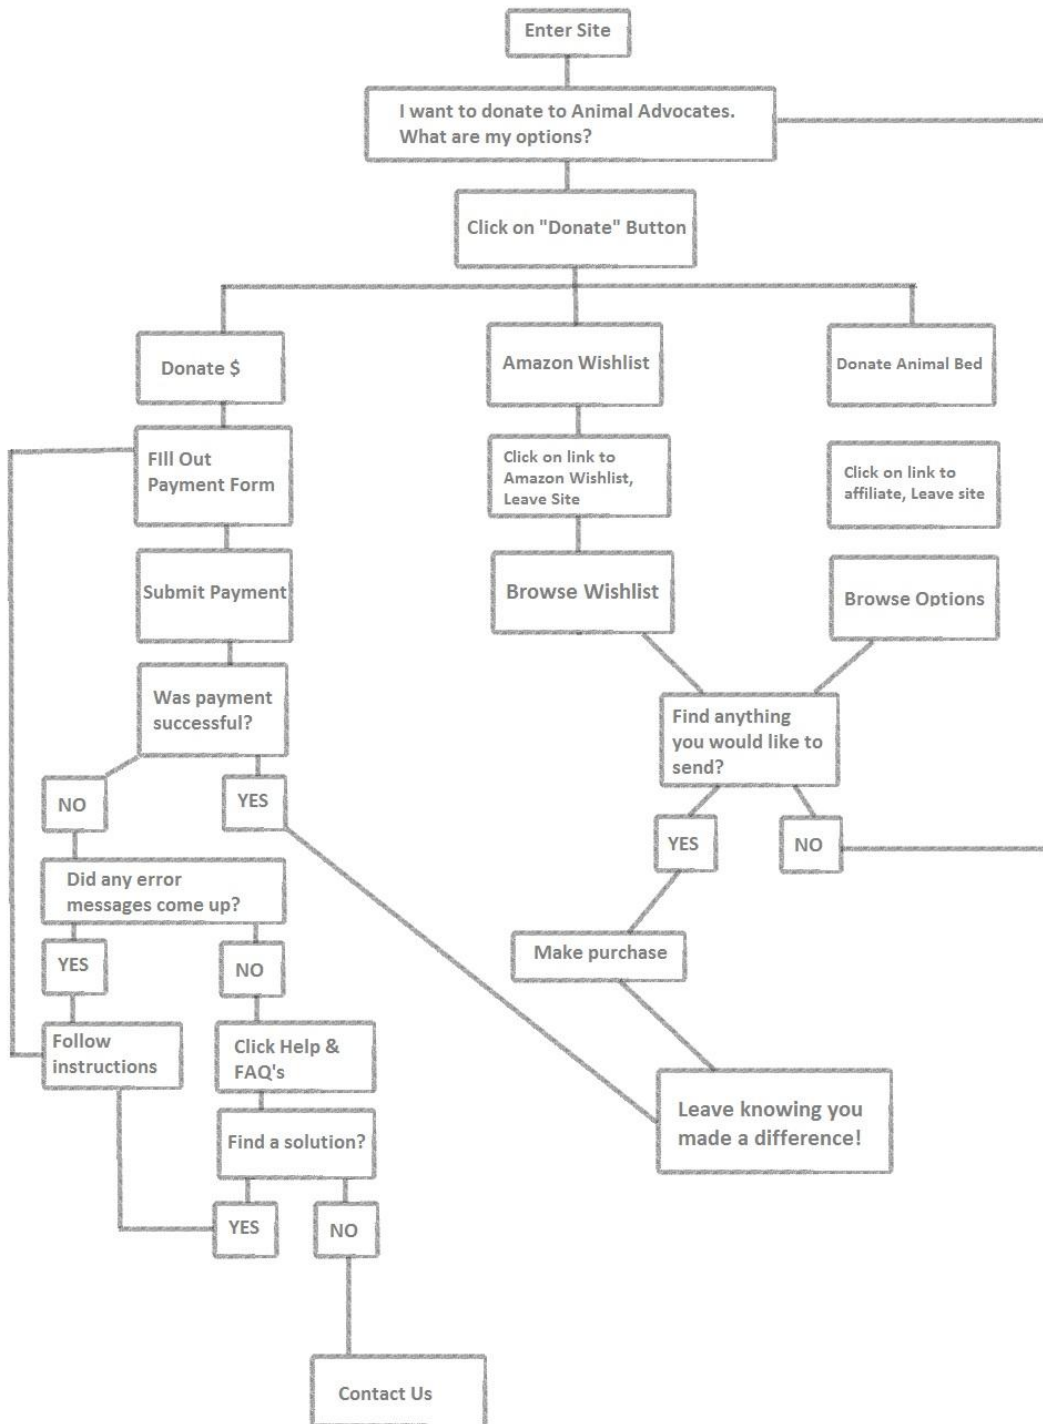 Enter Site
I want to donate to Animal Advocates.
What are my options?
Click on "Donate" Button
Donate $
Amazon Wishlist
Donate Animal Bed
FIll Out
Payment Form
Click on link to
Amazon Wishlist,
Leave Site
Click on link to
affiliate, Leave site
Submit Payment
Browse Wishlist
Browse Options
Was payment
successful?
Find anything
you would like to
send?
NO
YES
YES
NO
Did any error
messages come up?
Make purchase
YES
NO
Follow
instructions
Click Help &
FAQ's
Leave knowing you
made a difference!
Find a solution?
YES
NO
Contact Us